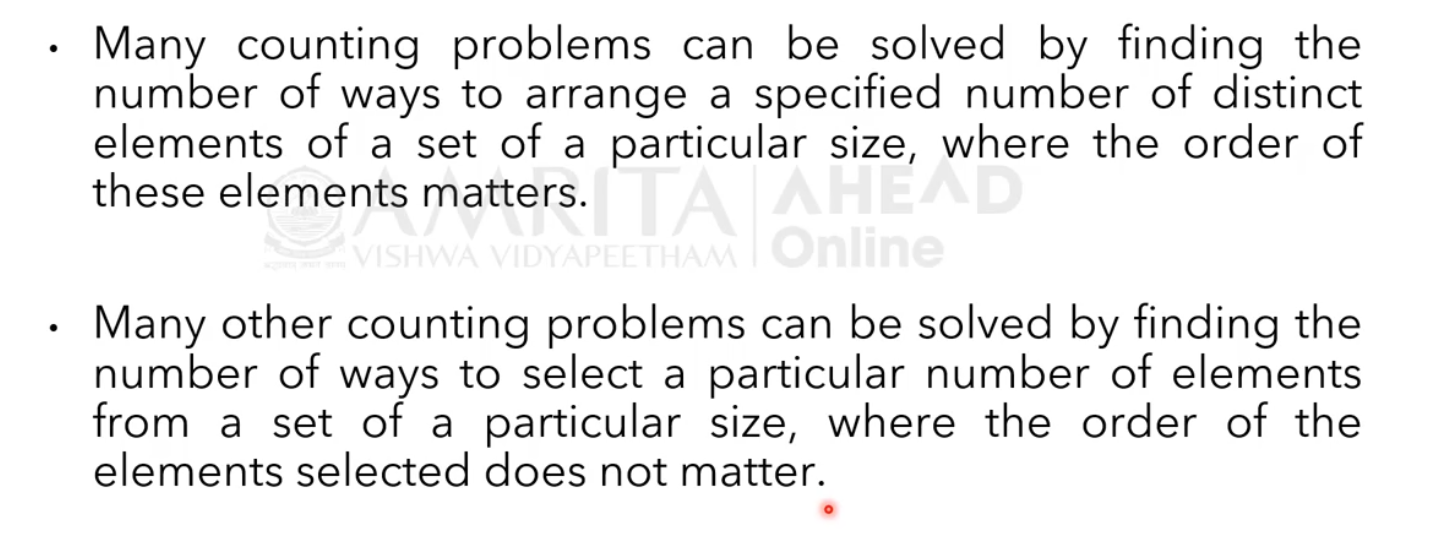 • Many counting problems can be solved by finding the
number of ways to arrange a specified number of distinct
elements of a set of a particular size, where the order of
these elements matters.
AMRITA AHEAD
VISHWA VIDYAPEETHAM Online
• Many other counting problems can be solved by finding the
number of ways to select a particular number of elements
from a set of a particular size, where the order of the
elements selected does not matter.